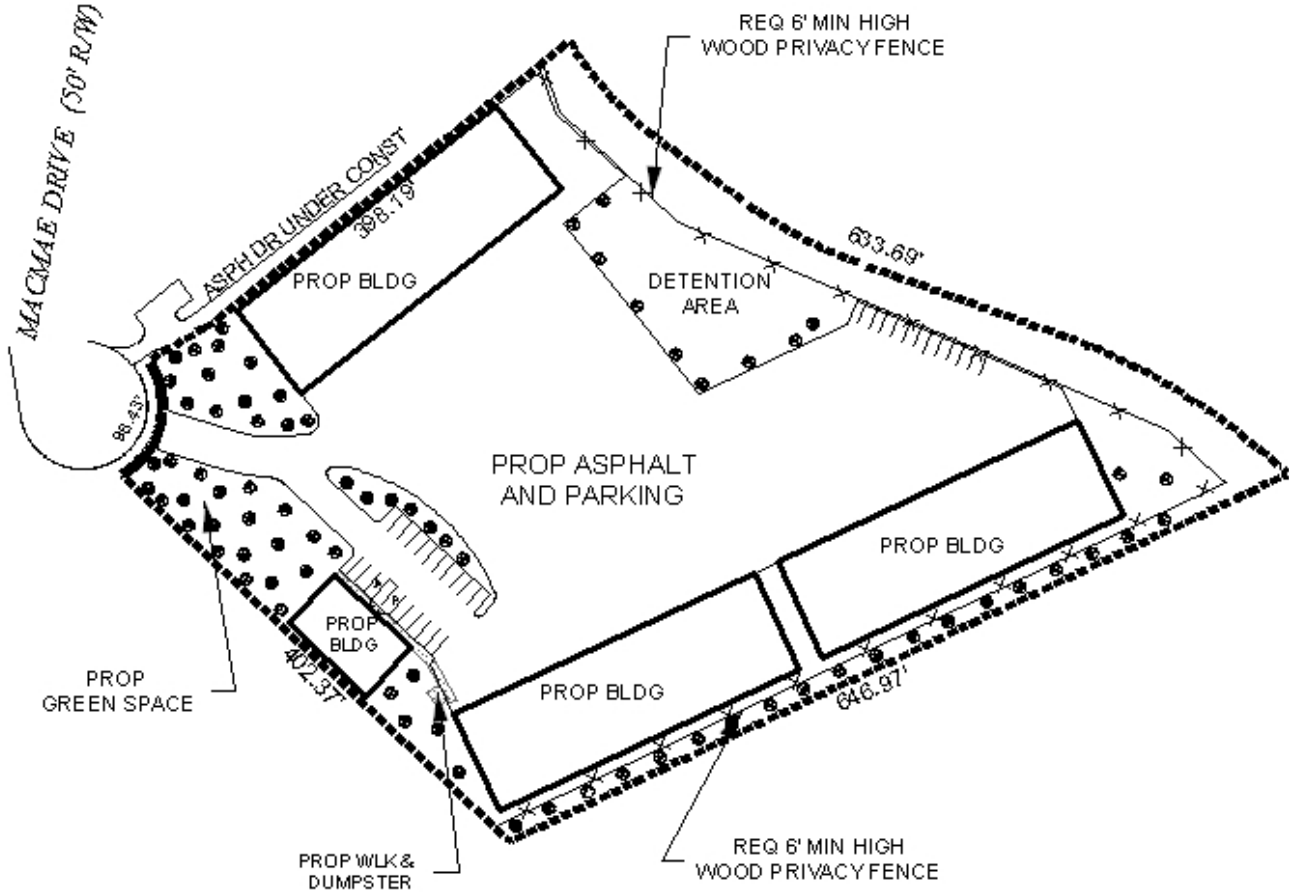 REQ 6' MIN HIGH
WOOD PRIVACY FENCE
MACMAE DRIVE (50' R/W)
ASPH DR UNDER CONST
398.19'
PROP BLDG
DETENTION
AREA
633.69'
98.43'
PROP ASPHALT
AND PARKING
PROP BLDG
PROP
BLDG
402.37'
PROP
GREEN SPACE
PROP BLDG
646.97'
PROP WLK &
DUMPSTER
REQ 6' MIN HIGH
WOOD PRIVACY FENCE